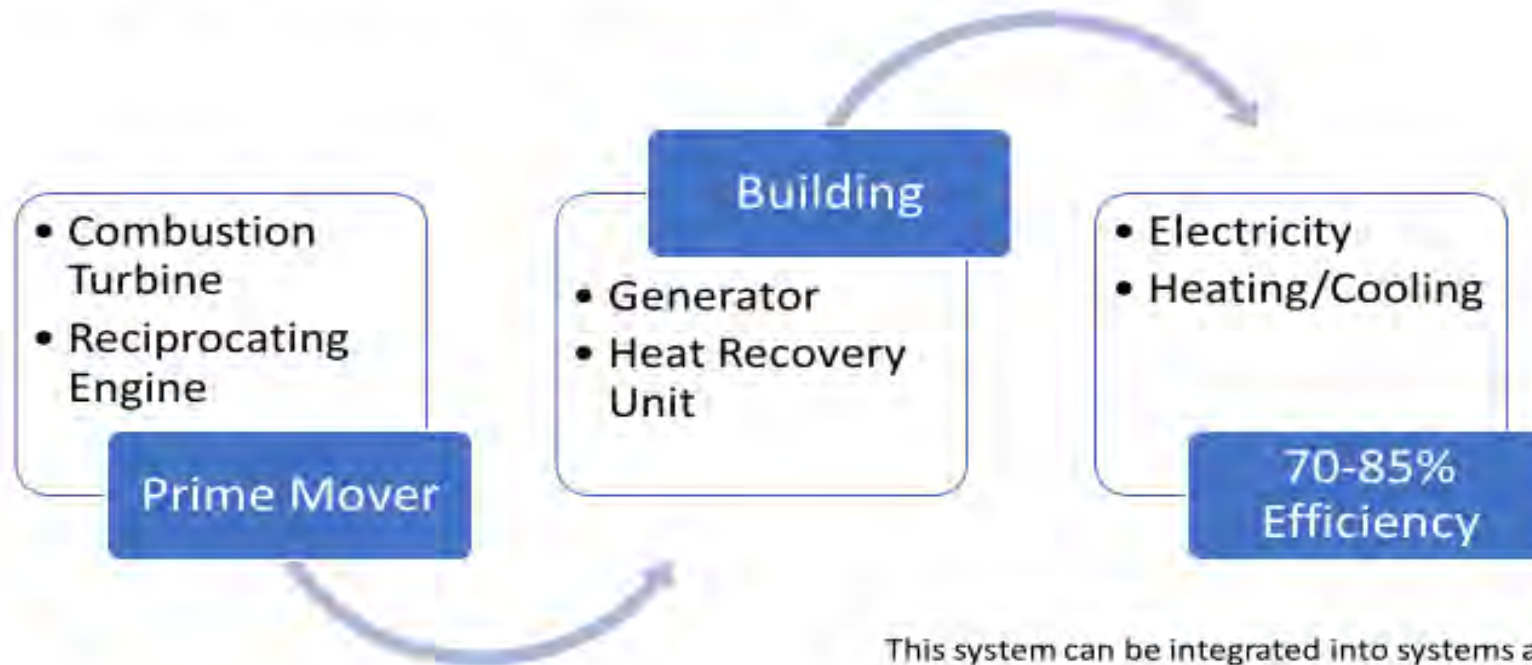 • Combustion
Turbine
• Reciprocating
Engine
Prime Mover
Building
• Generator
• Heat Recovery
Unit
• Electricity
• Heating/Cooling
70-85%
Efficiency
This system can be integrated into systems a